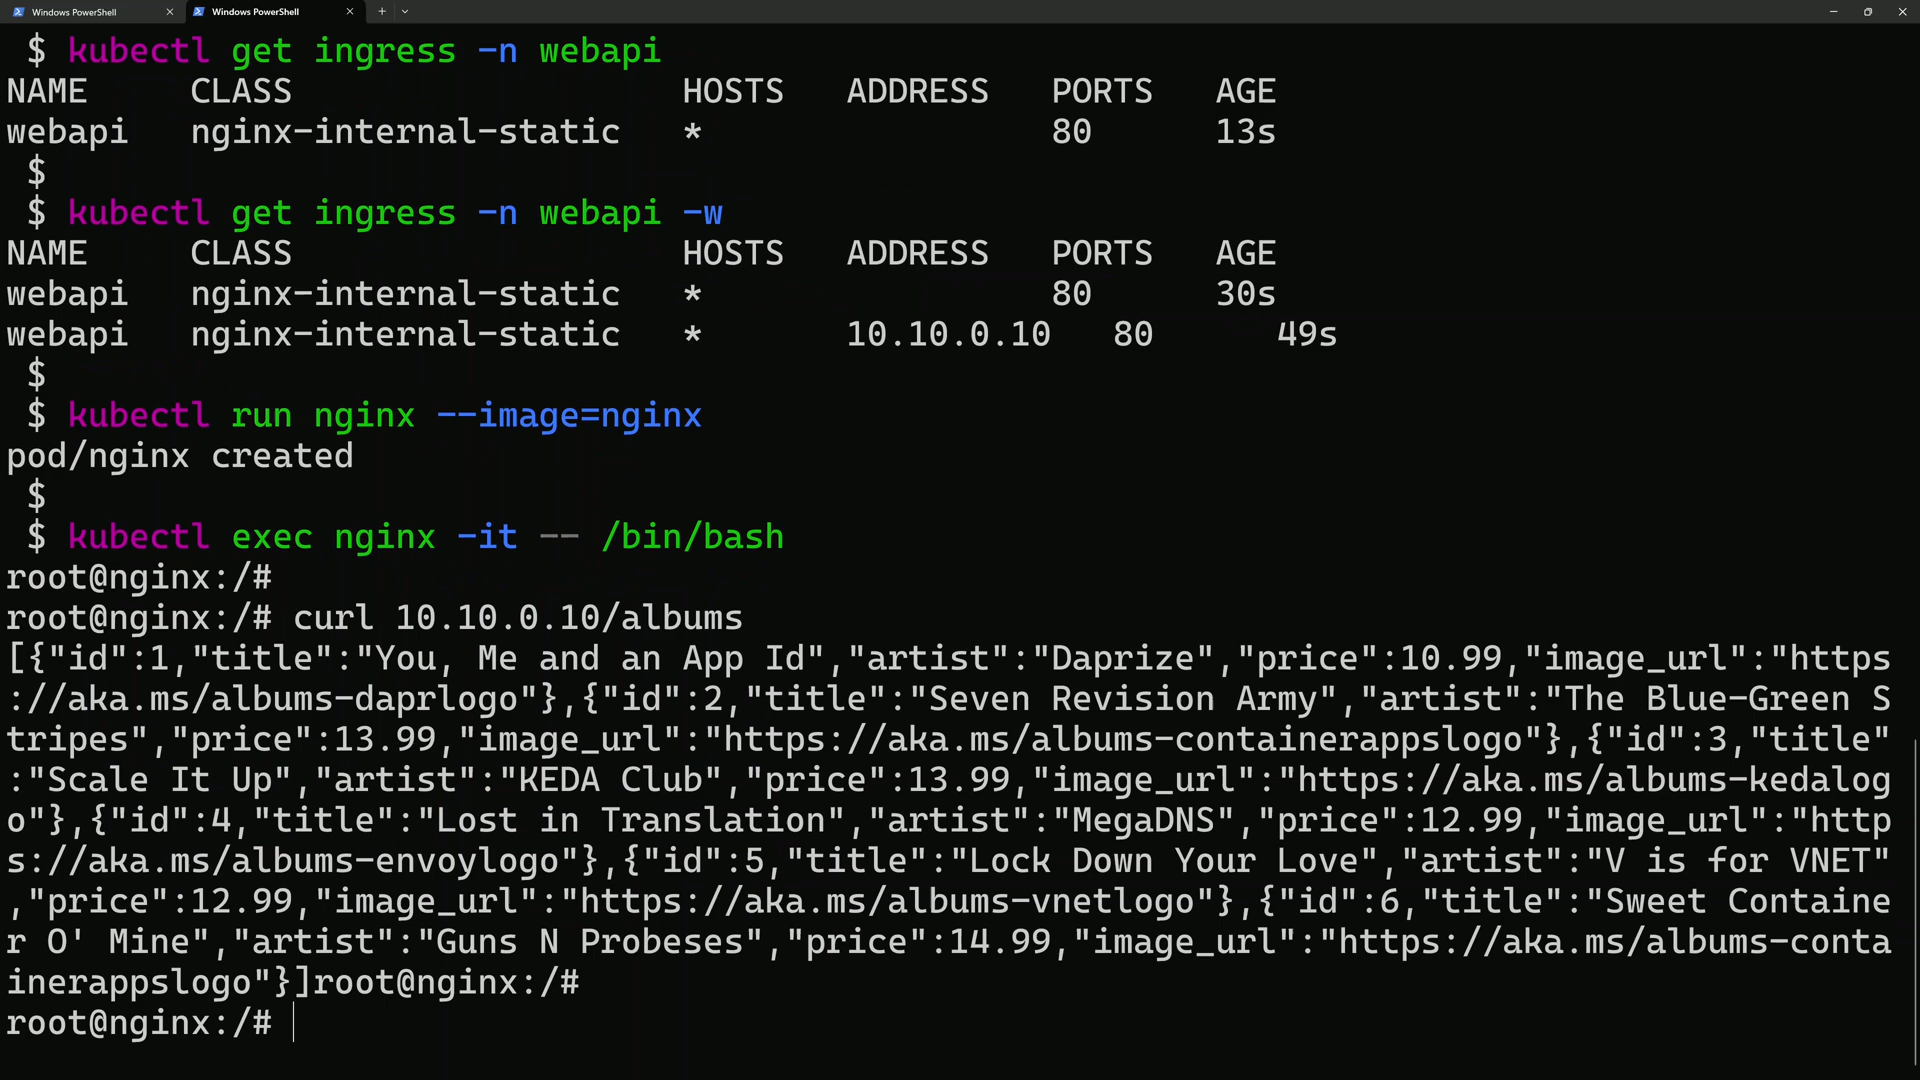 Windows PowerShell Windows PowerShell
$ kubectl get ingress -n webapi
NAME CLASS HOSTS ADDRESS PORTS AGE
webapi nginx-internal-static * 80 13s
$
$ kubectl get ingress -n webapi -w
NAME CLASS HOSTS ADDRESS PORTS AGE
webapi nginx-internal-static * 80 30s
webapi nginx-internal-static * 10.10.0.10 80 49s
$
$ kubectl run nginx --image=nginx
pod/nginx created
$
$ kubectl exec nginx -it -- /bin/bash
root@nginx:/#
root@nginx:/# curl 10.10.0.10/albums
[{"id":1,"title":"You, Me and an App Id","artist":"Daprize","price":10.99,"image_url":"https
://aka.ms/albums-daprlogo"},{"id":2,"title":"Seven Revision Army","artist":"The Blue-Green S
tripes","price":13.99,"image_url":"https://aka.ms/albums-containerappslogo"},{"id":3,"title"
:"Scale It Up","artist":"KEDA Club","price":13.99,"image_url":"https://aka.ms/albums-kedalog
o"},{"id":4,"title":"Lost in Translation","artist":"MegaDNS","price":12.99,"image_url":"http
s://aka.ms/albums-envoylogo"},{"id":5,"title":"Lock Down Your Love","artist":"V is for VNET"
,"price":12.99,"image_url":"https://aka.ms/albums-vnetlogo"},{"id":6,"title":"Sweet Containe
r O' Mine","artist":"Guns N Probeses","price":14.99,"image_url":"https://aka.ms/albums-conta
inerappslogo"}]root@nginx:/#
root@nginx:/#